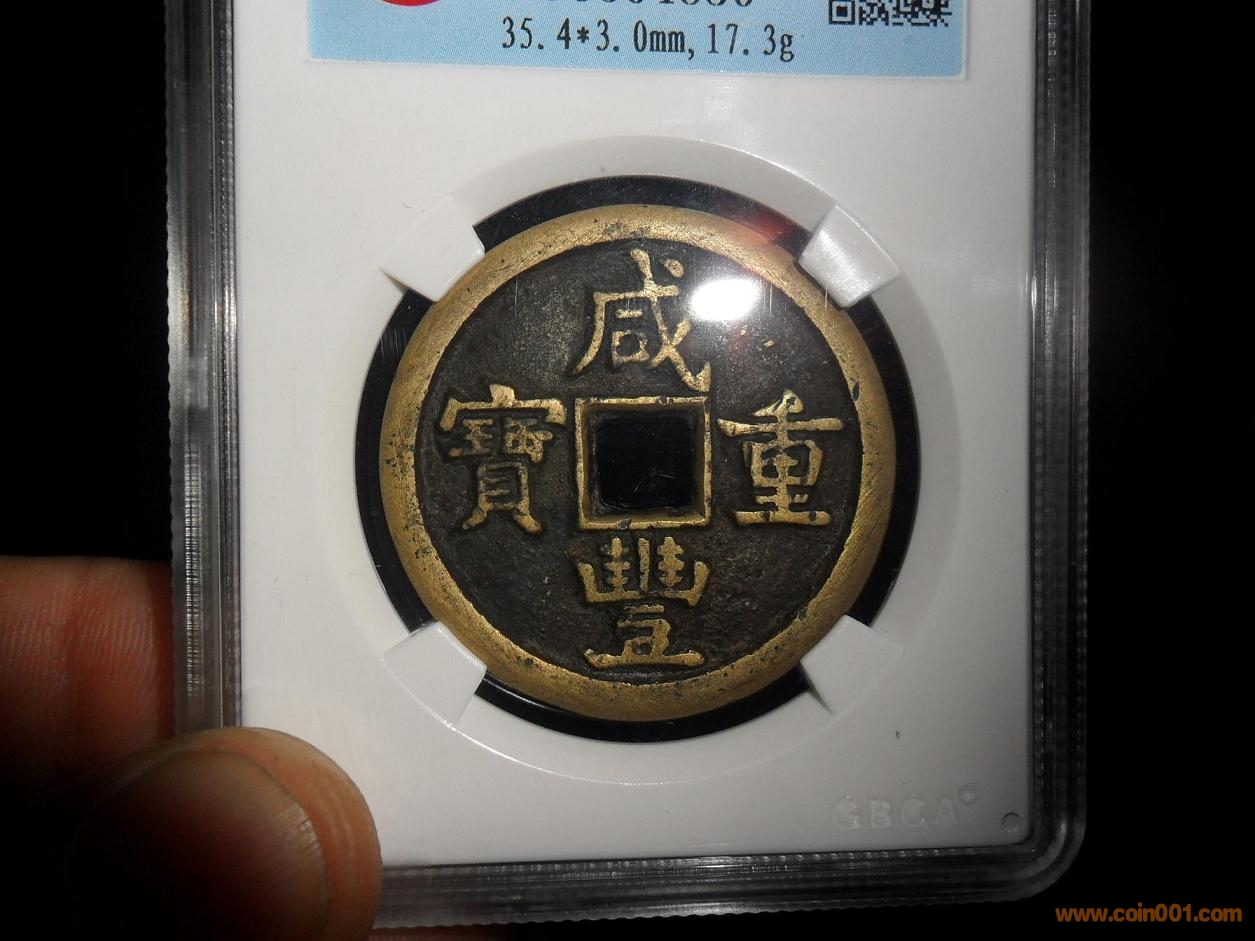 35.4*3.0mm, 17.3g
咸豐重寶
GBCA
www.coin001.com